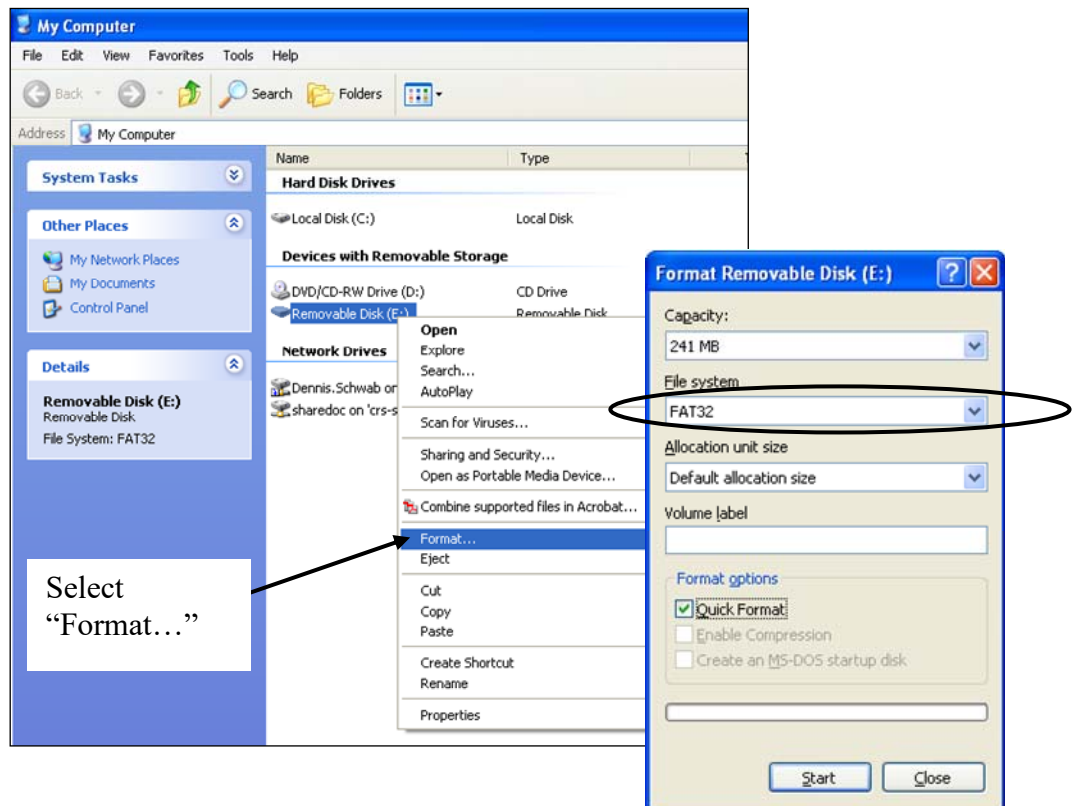 My Computer
File Edit View Favorites Tools Help
Back Search Folders
Address My Computer
System Tasks
Other Places
My Network Places
My Documents
Control Panel
Details
Removable Disk (E:)
Removable Disk
File System: FAT32
Name Type
Hard Disk Drives
Local Disk (C:) Local Disk
Devices with Removable Storage
DVD/CD-RW Drive (D:) CD Drive
Removable Disk (E:) Removable Disk
Network Drives
Dennis.Schwab on
sharedoc on 'crs-s
Open
Explore
Search...
AutoPlay
Scan for Viruses...
Sharing and Security...
Open as Portable Media Device...
Combine supported files in Acrobat...
Format...
Eject
Cut
Copy
Paste
Create Shortcut
Rename
Properties
Select
“Format…”
Format Removable Disk (E:)
Capacity:
241 MB
File system
FAT32
Allocation unit size
Default allocation size
Volume label
Format options
Quick Format
Enable Compression
Create an MS-DOS startup disk
Start Close